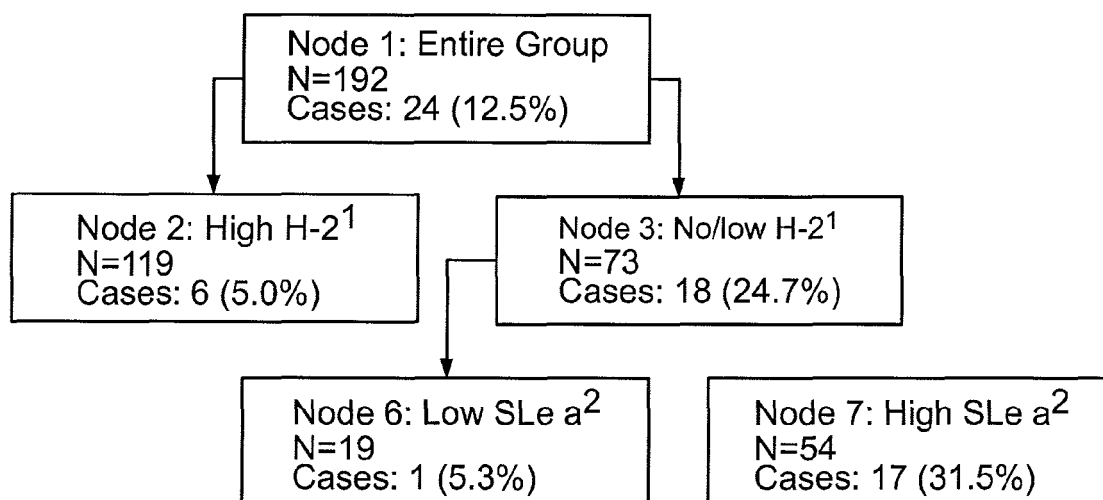 Node 1: Entire Group
N=192
Cases: 24 (12.5%)
Node 2: High H-2¹
N=119
Cases: 6 (5.0%)
Node 3: No/low H-2¹
N=73
Cases: 18 (24.7%)
Node 6: Low SLe a²
N=19
Cases: 1 (5.3%)
Node 7: High SLe a²
N=54
Cases: 17 (31.5%)